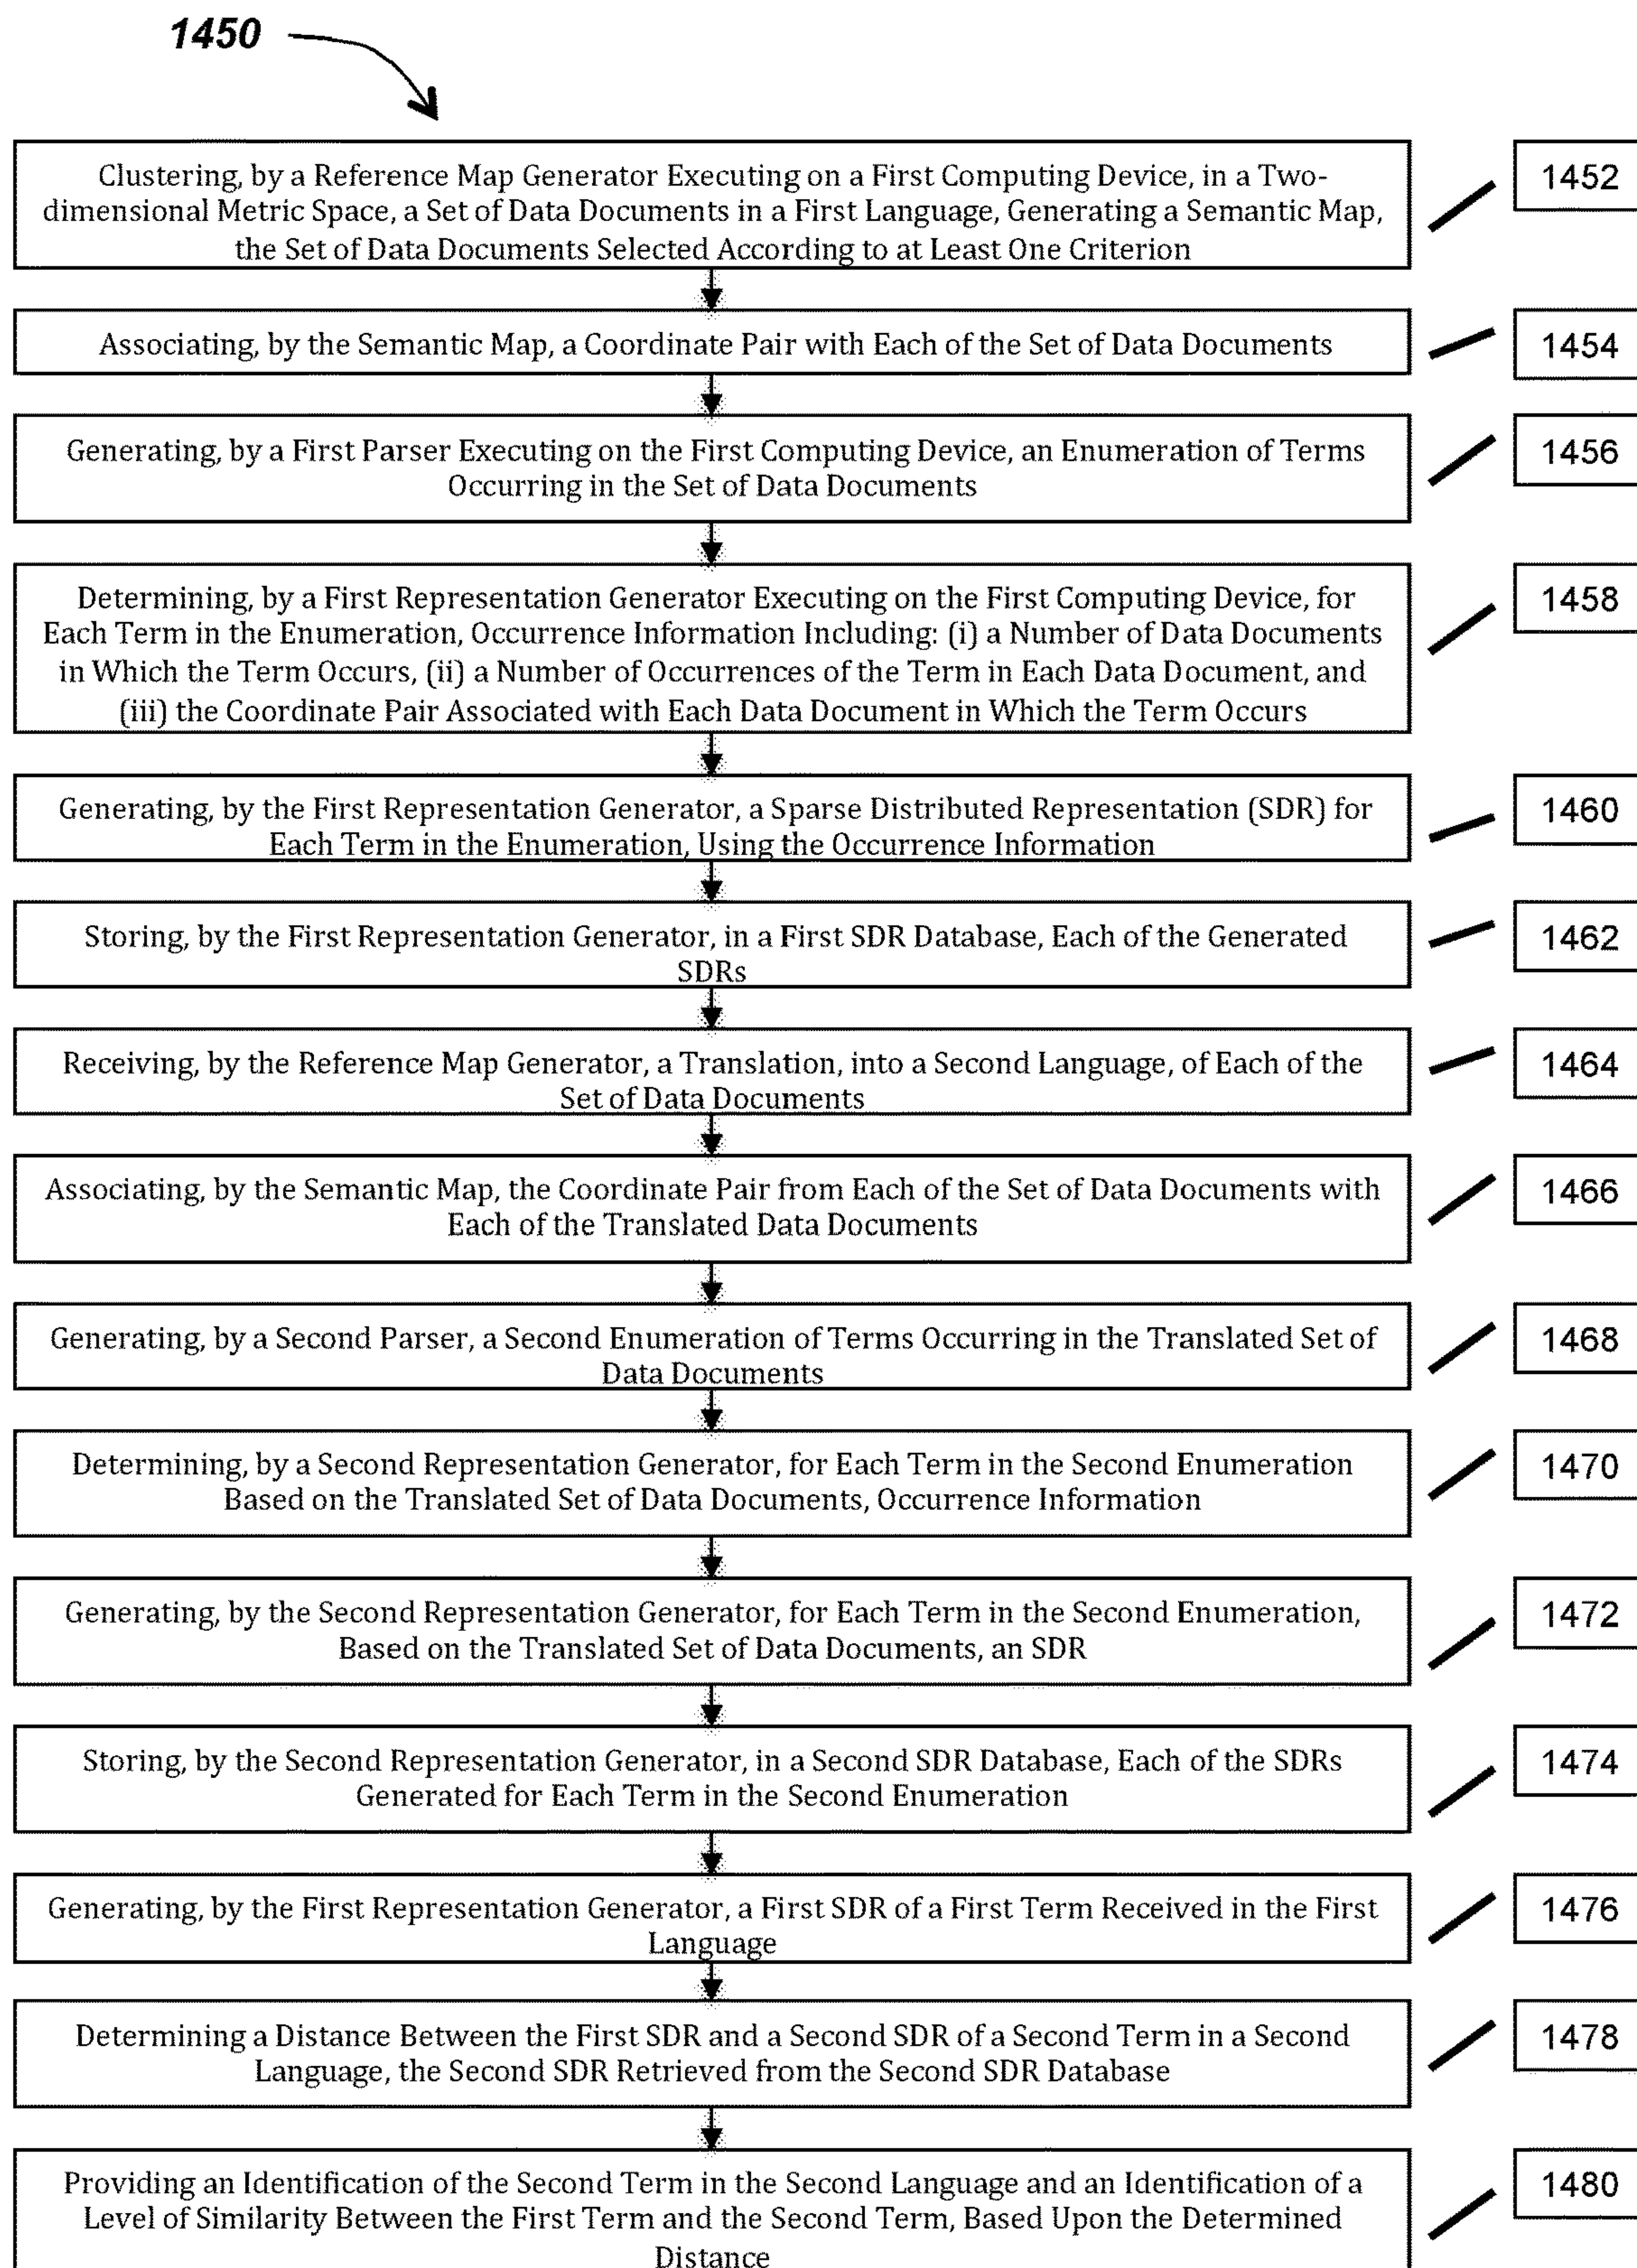 1450
Clustering, by a Reference Map Generator Executing on a First Computing Device, in a Two-
dimensional Metric Space, a Set of Data Documents in a First Language, Generating a Semantic Map,
the Set of Data Documents Selected According to at Least One Criterion
1452
Associating, by the Semantic Map, a Coordinate Pair with Each of the Set of Data Documents
1454
Generating, by a First Parser Executing on the First Computing Device, an Enumeration of Terms
Occurring in the Set of Data Documents
1456
Determining, by a First Representation Generator Executing on the First Computing Device, for
Each Term in the Enumeration, Occurrence Information Including: (i) a Number of Data Documents
in Which the Term Occurs, (ii) a Number of Occurrences of the Term in Each Data Document, and
(iii) the Coordinate Pair Associated with Each Data Document in Which the Term Occurs
1458
Generating, by the First Representation Generator, a Sparse Distributed Representation (SDR) for
Each Term in the Enumeration, Using the Occurrence Information
1460
Storing, by the First Representation Generator, in a First SDR Database, Each of the Generated
SDRs
1462
Receiving, by the Reference Map Generator, a Translation, into a Second Language, of Each of the
Set of Data Documents
1464
Associating, by the Semantic Map, the Coordinate Pair from Each of the Set of Data Documents with
Each of the Translated Data Documents
1466
Generating, by a Second Parser, a Second Enumeration of Terms Occurring in the Translated Set of
Data Documents
1468
Determining, by a Second Representation Generator, for Each Term in the Second Enumeration
Based on the Translated Set of Data Documents, Occurrence Information
1470
Generating, by the Second Representation Generator, for Each Term in the Second Enumeration,
Based on the Translated Set of Data Documents, an SDR
1472
Storing, by the Second Representation Generator, in a Second SDR Database, Each of the SDRs
Generated for Each Term in the Second Enumeration
1474
Generating, by the First Representation Generator, a First SDR of a First Term Received in the First
Language
1476
Determining a Distance Between the First SDR and a Second SDR of a Second Term in a Second
Language, the Second SDR Retrieved from the Second SDR Database
1478
Providing an Identification of the Second Term in the Second Language and an Identification of a
Level of Similarity Between the First Term and the Second Term, Based Upon the Determined
Distance
1480